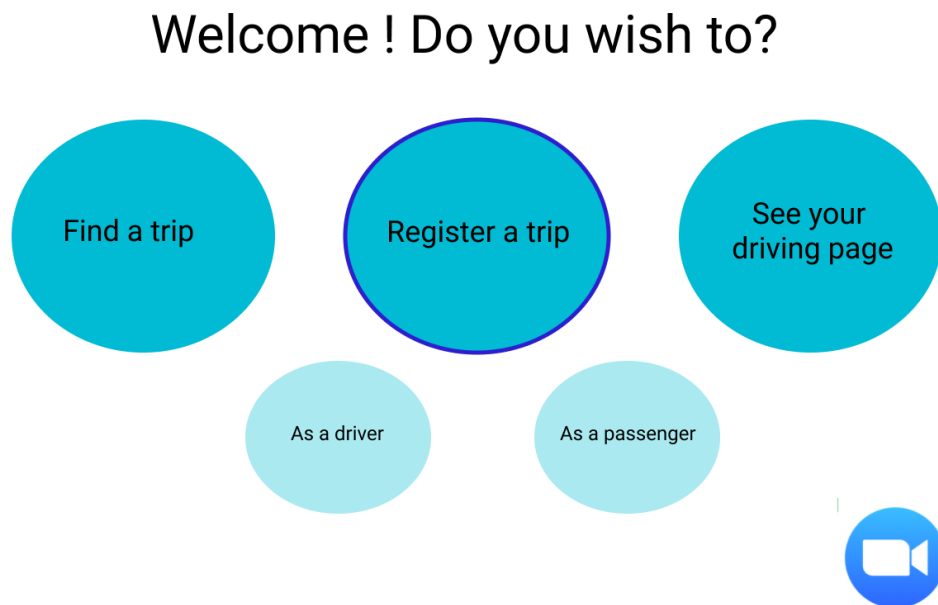 Welcome ! Do you wish to?
Find a trip
Register a trip
See your
driving page
As a driver
As a passenger